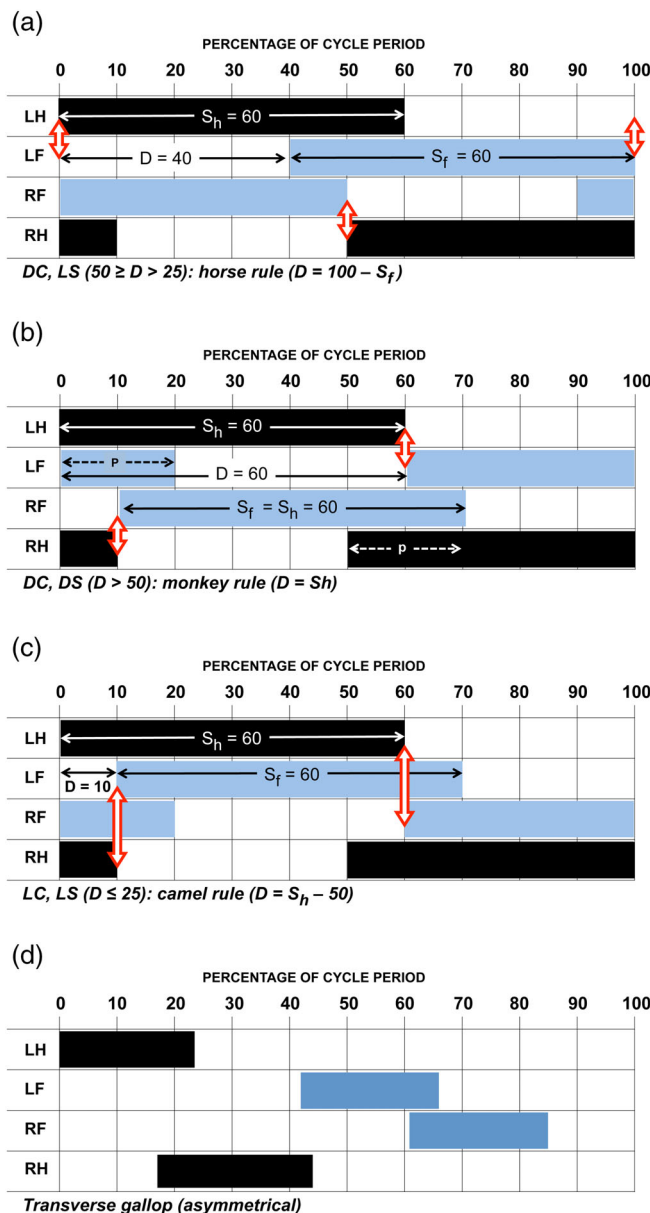 (a)
PERCENTAGE OF CYCLE PERIOD
0 10 20 30 40 50 60 70 80 90 100
LH S_h = 60
LF D = 40 S_f = 60
RF
RH
DC, LS (50 ≥ D > 25): horse rule (D = 100 – S_f)
(b)
PERCENTAGE OF CYCLE PERIOD
0 10 20 30 40 50 60 70 80 90 100
LH S_h = 60
LF P
D = 60
RF S_f = S_h = 60
RH p
DC, DS (D > 50): monkey rule (D = Sh)
(c)
PERCENTAGE OF CYCLE PERIOD
0 10 20 30 40 50 60 70 80 90 100
LH S_h = 60
LF D = 10 S_f = 60
RF
RH
LC, LS (D ≤ 25): camel rule (D = S_h – 50)
(d)
PERCENTAGE OF CYCLE PERIOD
0 10 20 30 40 50 60 70 80 90 100
LH
LF
RF
RH
Transverse gallop (asymmetrical)